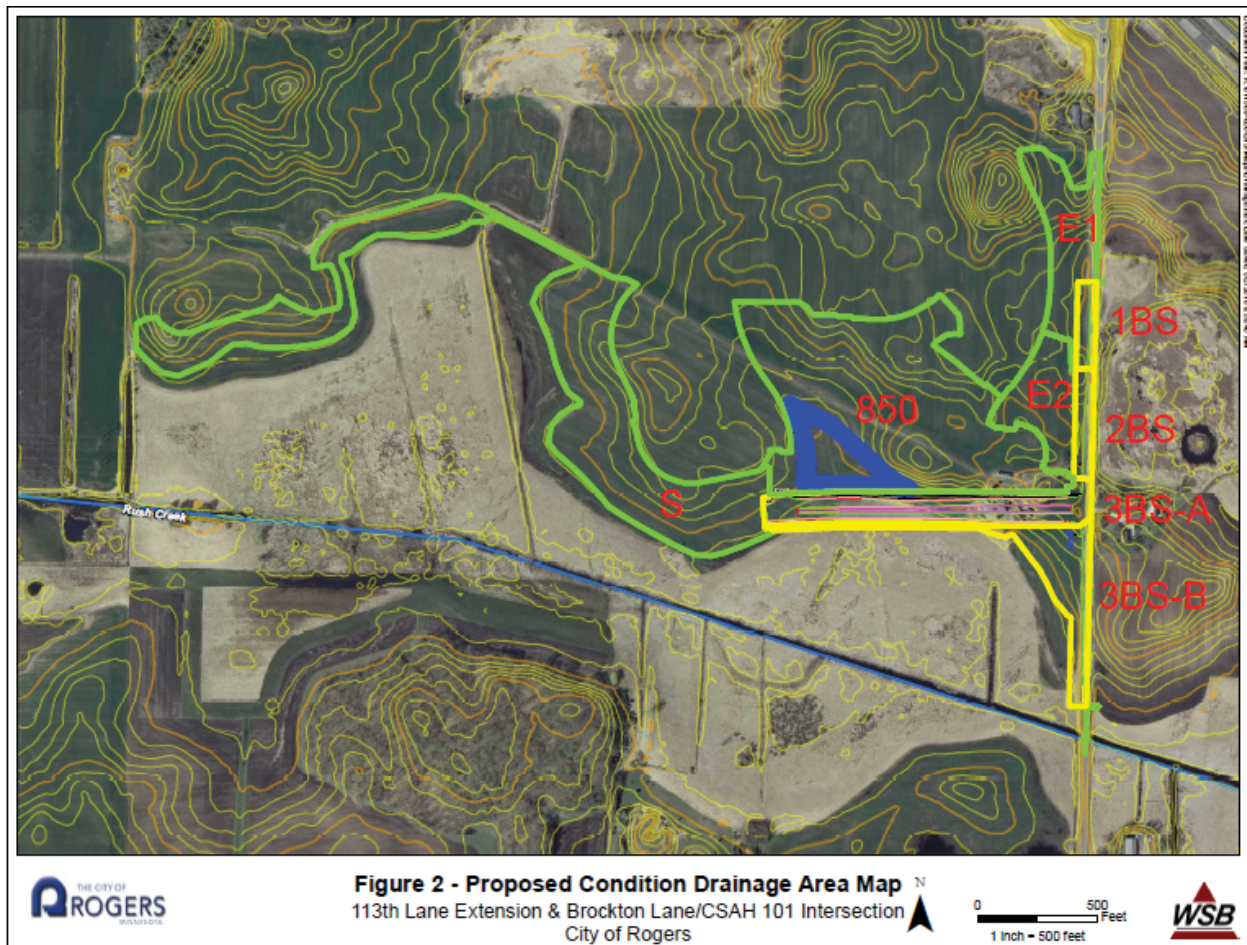 E1
1BS
E2
850
2BS
S
3BS-A
Rush Creek
3BS-B
THE CITY OF
ROGERS
MINNESOTA
Figure 2 - Proposed Condition Drainage Area Map
113th Lane Extension & Brockton Lane/CSAH 101 Intersection
City of Rogers
N
0 500
Feet
1 Inch = 500 feet
WSB